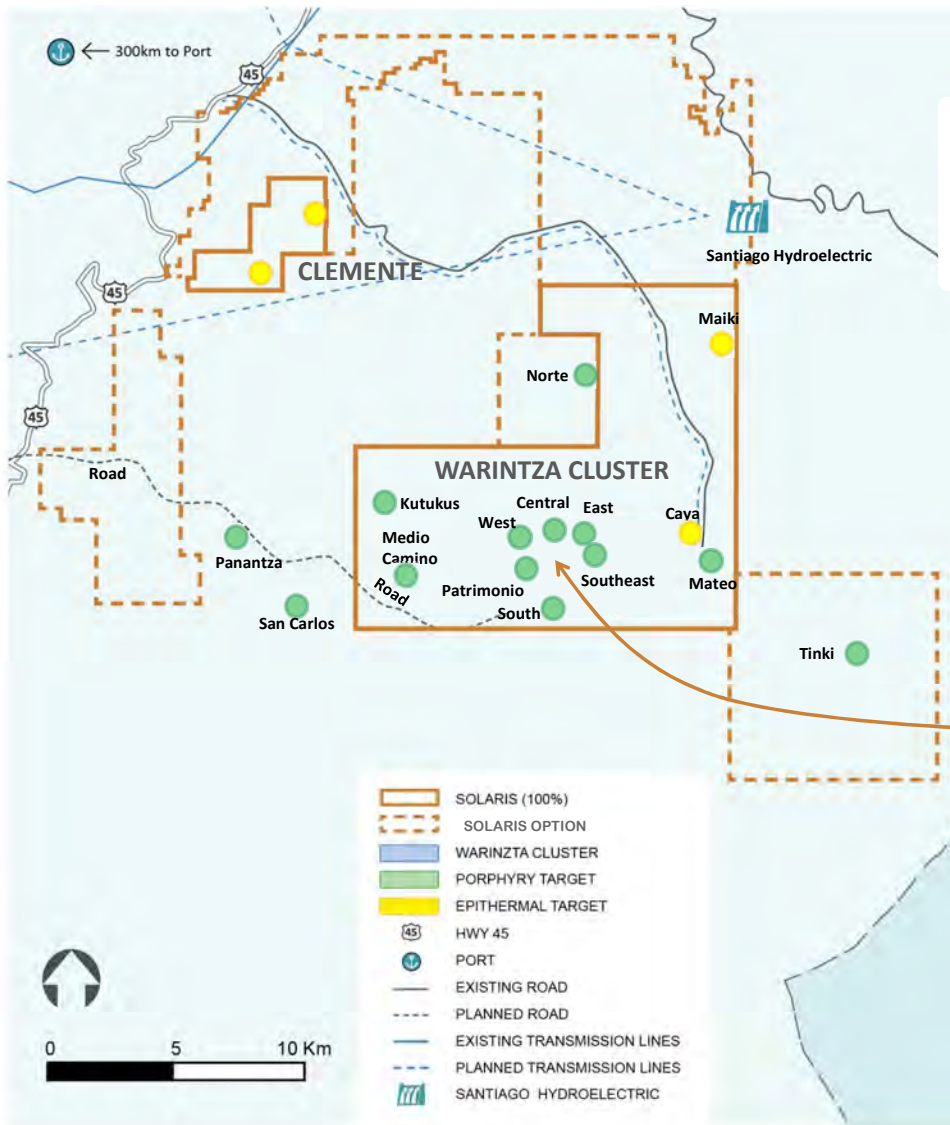 300km to Port
45
Santiago Hydroelectric
CLEMENTE
45
Maiki
Norte
45
WARINTZA CLUSTER
Road
Kutukus
Central
East
West
Caya
Medio
Camino
Panantza
Southeast
Mateo
Road
Patrimonio
South
San Carlos
Tinki
SOLARIS (100%)
SOLARIS OPTION
WARINZTA CLUSTER
PORPHYRY TARGET
EPITHERMAL TARGET
45 HWY 45
PORT
EXISTING ROAD
PLANNED ROAD
EXISTING TRANSMISSION LINES
PLANNED TRANSMISSION LINES
SANTIAGO HYDROELECTRIC
0 5 10 Km